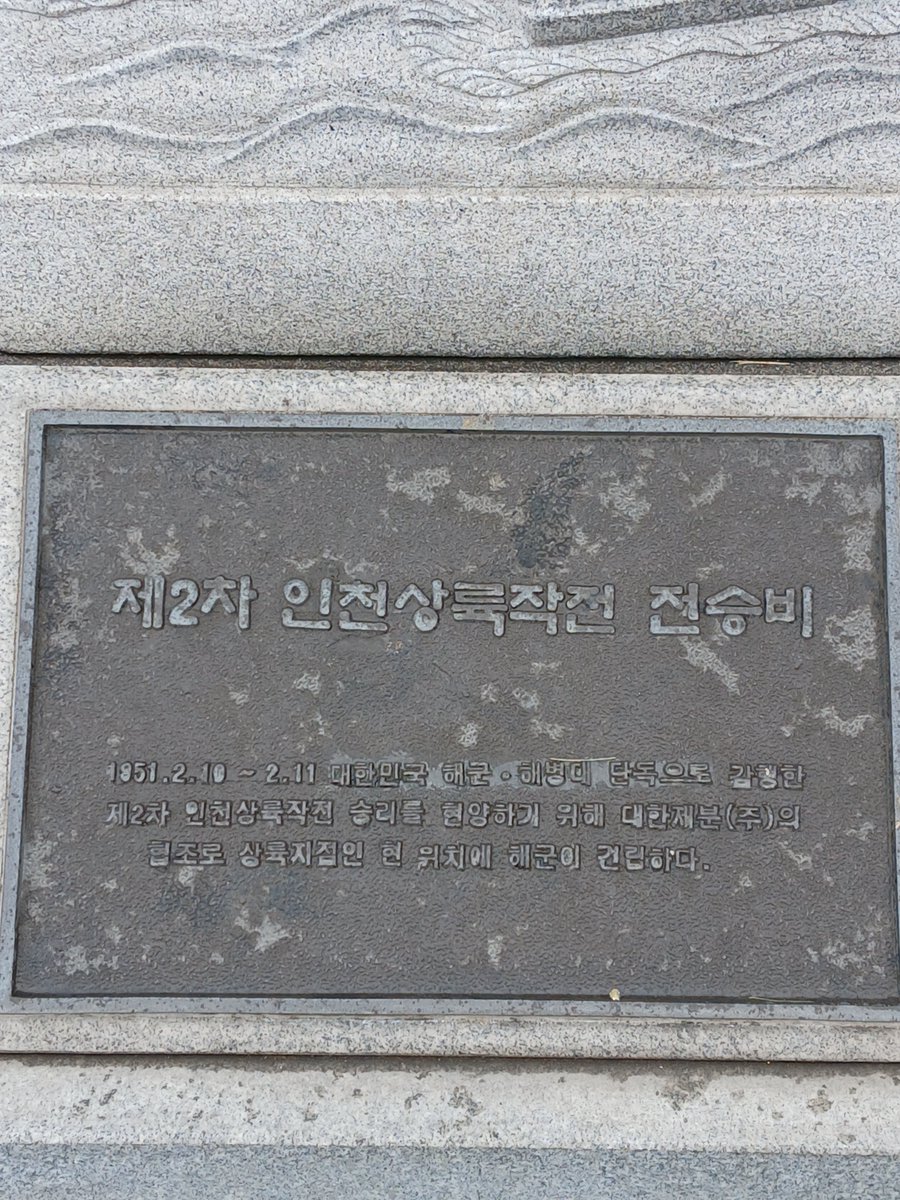 제2차 인천상륙작전 전승비
1951.2.10 ~ 2.11 대한민국 해군·해병대 단독으로 감행한
제2차 인천상륙작전 승리를 현양하기 위해 대한제분(주)의
협조로 상륙지점인 현 위치에 해군이 건립하다.